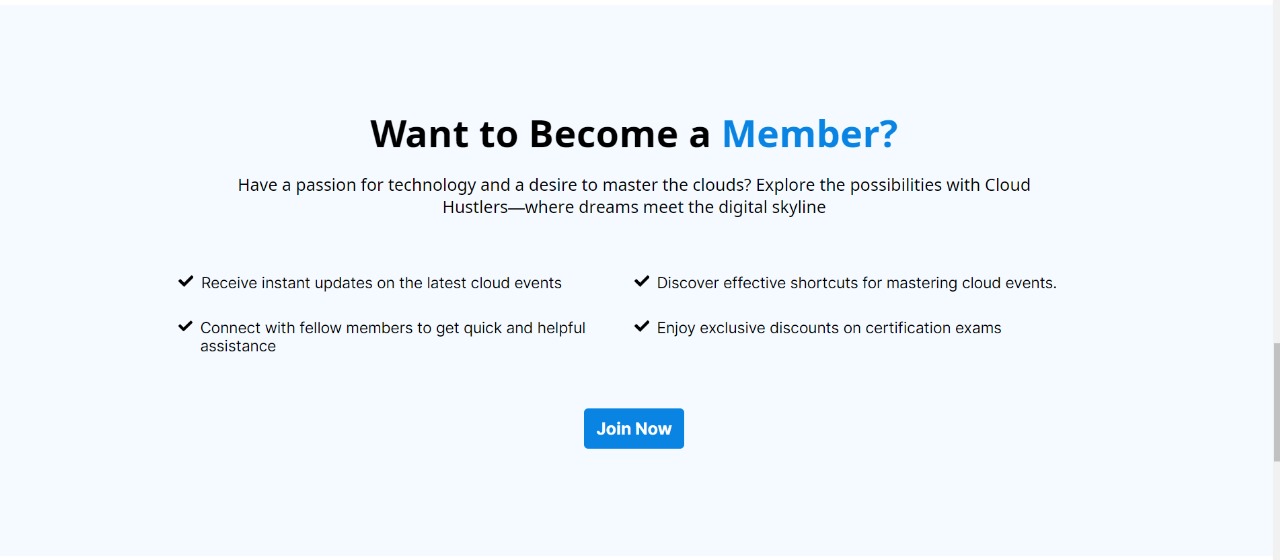 Want to Become a Member?
Have a passion for technology and a desire to master the clouds? Explore the possibilities with Cloud
Hustlers—where dreams meet the digital skyline
Receive instant updates on the latest cloud events
Discover effective shortcuts for mastering cloud events.
Connect with fellow members to get quick and helpful
assistance
Enjoy exclusive discounts on certification exams
Join Now